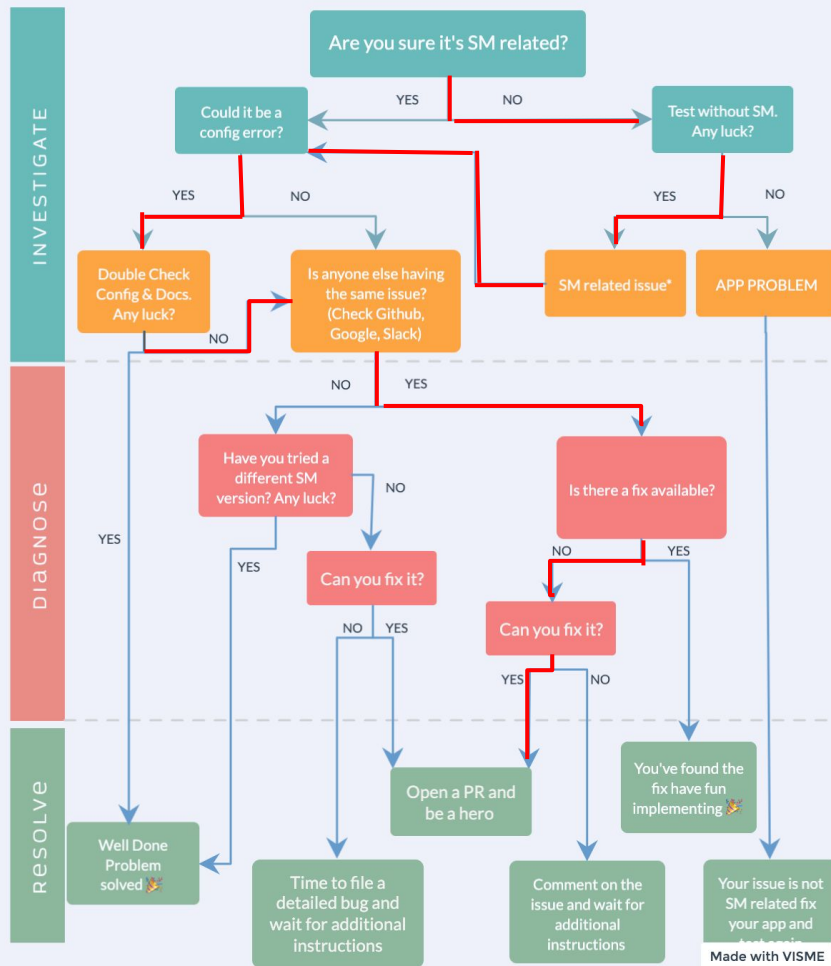 INVESTIGATE
Are you sure it's SM related?
YES
NO
Could it be a
config error?
Test without SM.
Any luck?
YES
NO
YES
NO
Double Check
Config & Docs.
Any luck?
Is anyone else having
the same issue?
(Check Github,
Google, Slack)
SM related issue*
APP PROBLEM
NO
DIAGNOSE
NO
YES
Have you tried a
different SM
version? Any luck?
Is there a fix available?
NO
YES
YES
NO
YES
Can you fix it?
Can you fix it?
NO
YES
YES
NO
RESOLVE
Open a PR and
be a hero
You've found the
fix have fun
implementing 🎉
Well Done
Problem
solved 🎉
Time to file a
detailed bug and
wait for additional
instructions
Comment on the
issue and wait for
additional
instructions
Your issue is not
SM related fix
your app and
Made with VISME